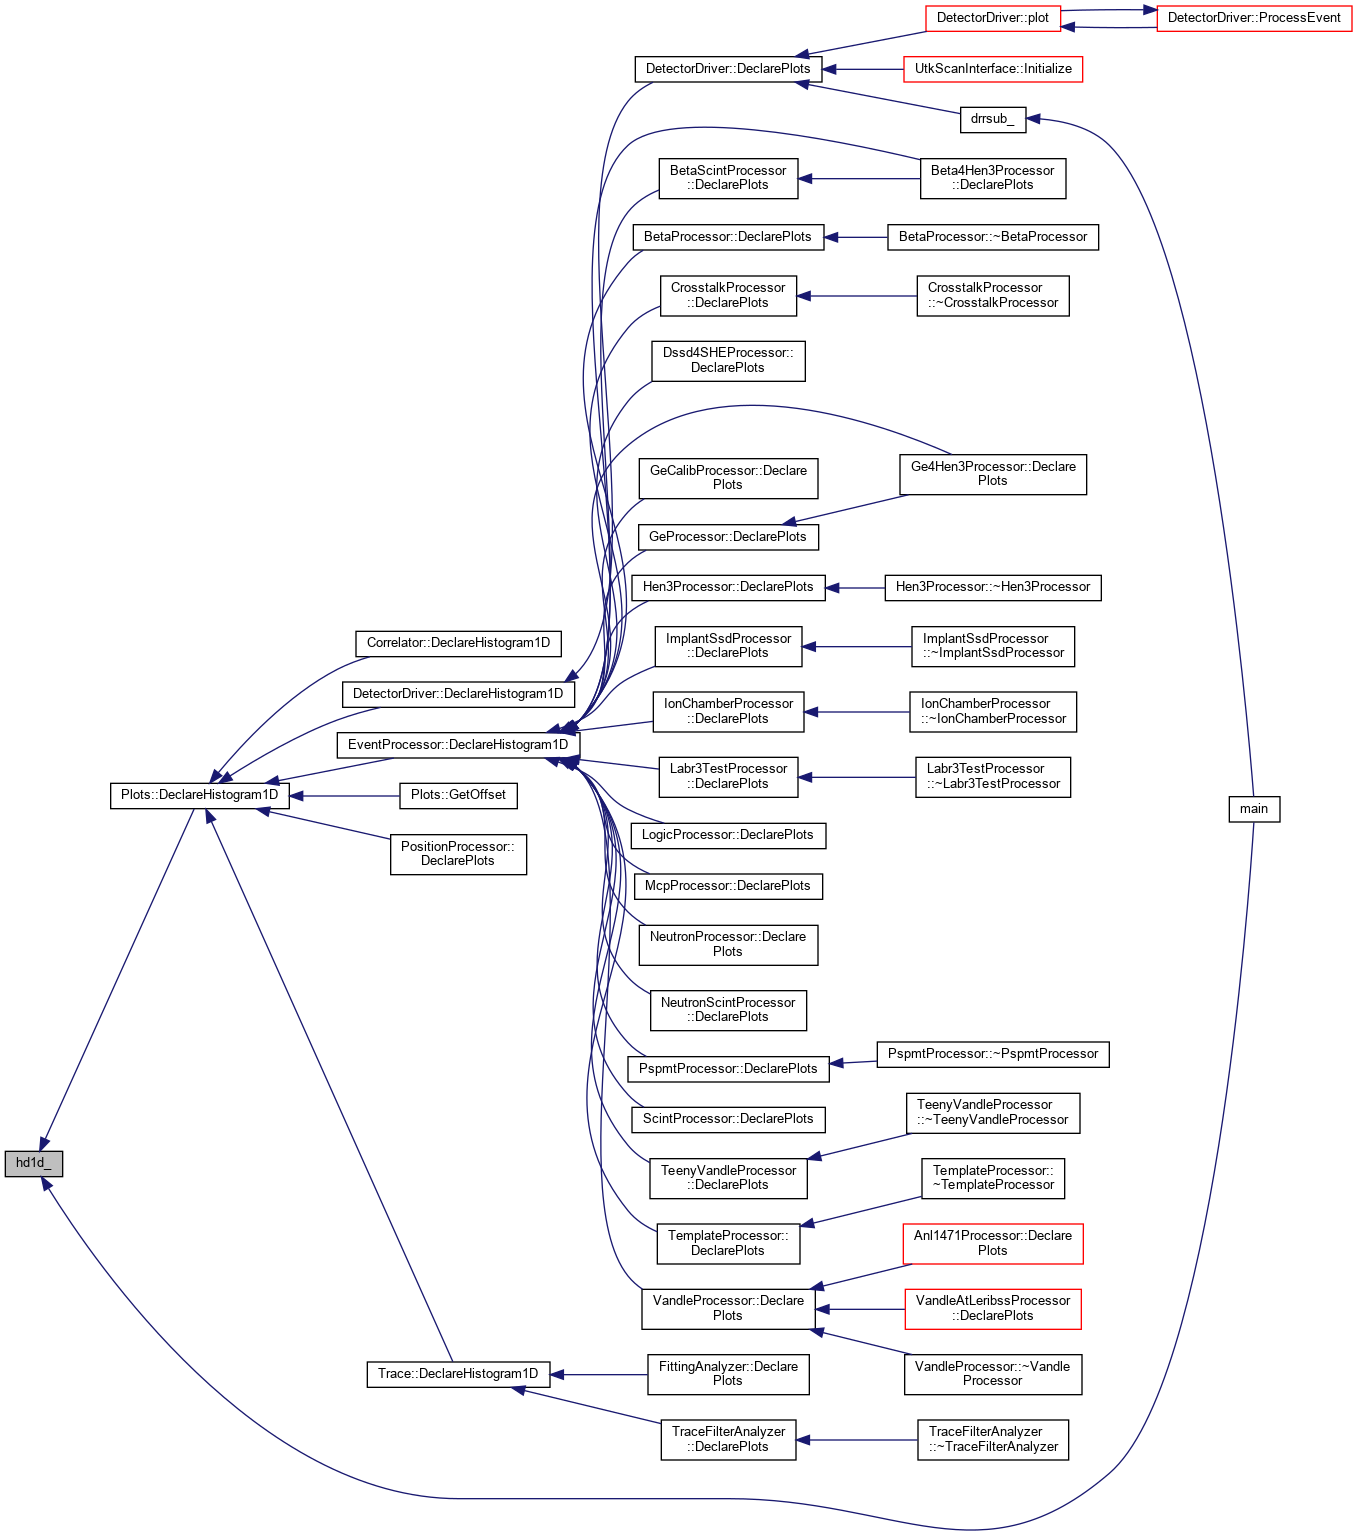 DetectorDriver::plot
DetectorDriver::ProcessEvent
DetectorDriver::DeclarePlots
UtkScanInterface::Initialize
drrsub_
BetaScintProcessor
::DeclarePlots
Beta4Hen3Processor
::DeclarePlots
BetaProcessor::DeclarePlots
BetaProcessor::~BetaProcessor
CrosstalkProcessor
::DeclarePlots
CrosstalkProcessor
::~CrosstalkProcessor
Dssd4SHEProcessor::
DeclarePlots
GeCalibProcessor::Declare
Plots
Ge4Hen3Processor::Declare
Plots
GeProcessor::DeclarePlots
Hen3Processor::DeclarePlots
Hen3Processor::~Hen3Processor
Correlator::DeclareHistogram1D
ImplantSsdProcessor
::DeclarePlots
ImplantSsdProcessor
::~ImplantSsdProcessor
DetectorDriver::DeclareHistogram1D
IonChamberProcessor
::DeclarePlots
IonChamberProcessor
::~IonChamberProcessor
EventProcessor::DeclareHistogram1D
Labr3TestProcessor
::DeclarePlots
Labr3TestProcessor
::~Labr3TestProcessor
Plots::DeclareHistogram1D
Plots::GetOffset
main
LogicProcessor::DeclarePlots
PositionProcessor::
DeclarePlots
McpProcessor::DeclarePlots
NeutronProcessor::Declare
Plots
NeutronScintProcessor
::DeclarePlots
PspmtProcessor::DeclarePlots
PspmtProcessor::~PspmtProcessor
ScintProcessor::DeclarePlots
TeenyVandleProcessor
::~TeenyVandleProcessor
hd1d_
TeenyVandleProcessor
::DeclarePlots
TemplateProcessor::
~TemplateProcessor
TemplateProcessor::
DeclarePlots
Anl1471Processor::Declare
Plots
VandleProcessor::Declare
Plots
VandleAtLeribssProcessor
::DeclarePlots
VandleProcessor::~Vandle
Processor
Trace::DeclareHistogram1D
FittingAnalyzer::Declare
Plots
TraceFilterAnalyzer
::DeclarePlots
TraceFilterAnalyzer
::~TraceFilterAnalyzer